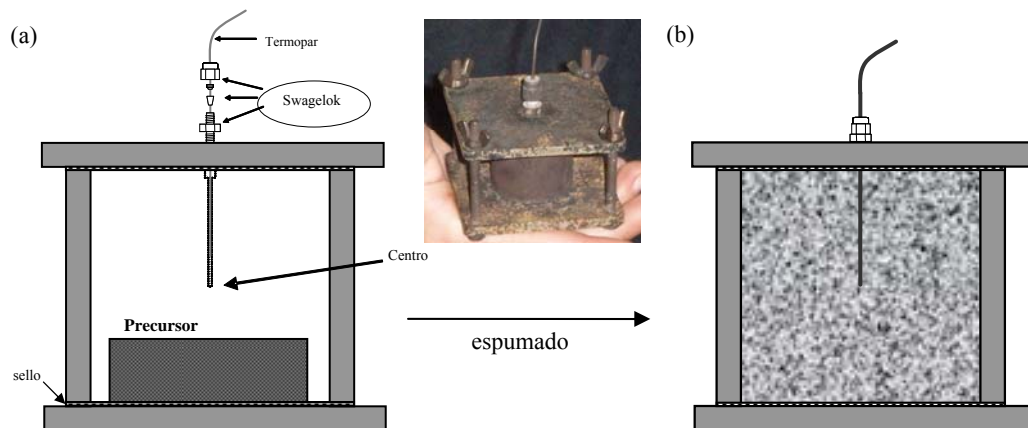 (a)
Termopar
Swagelok
(b)
Centro
Precursor
espumado
sello